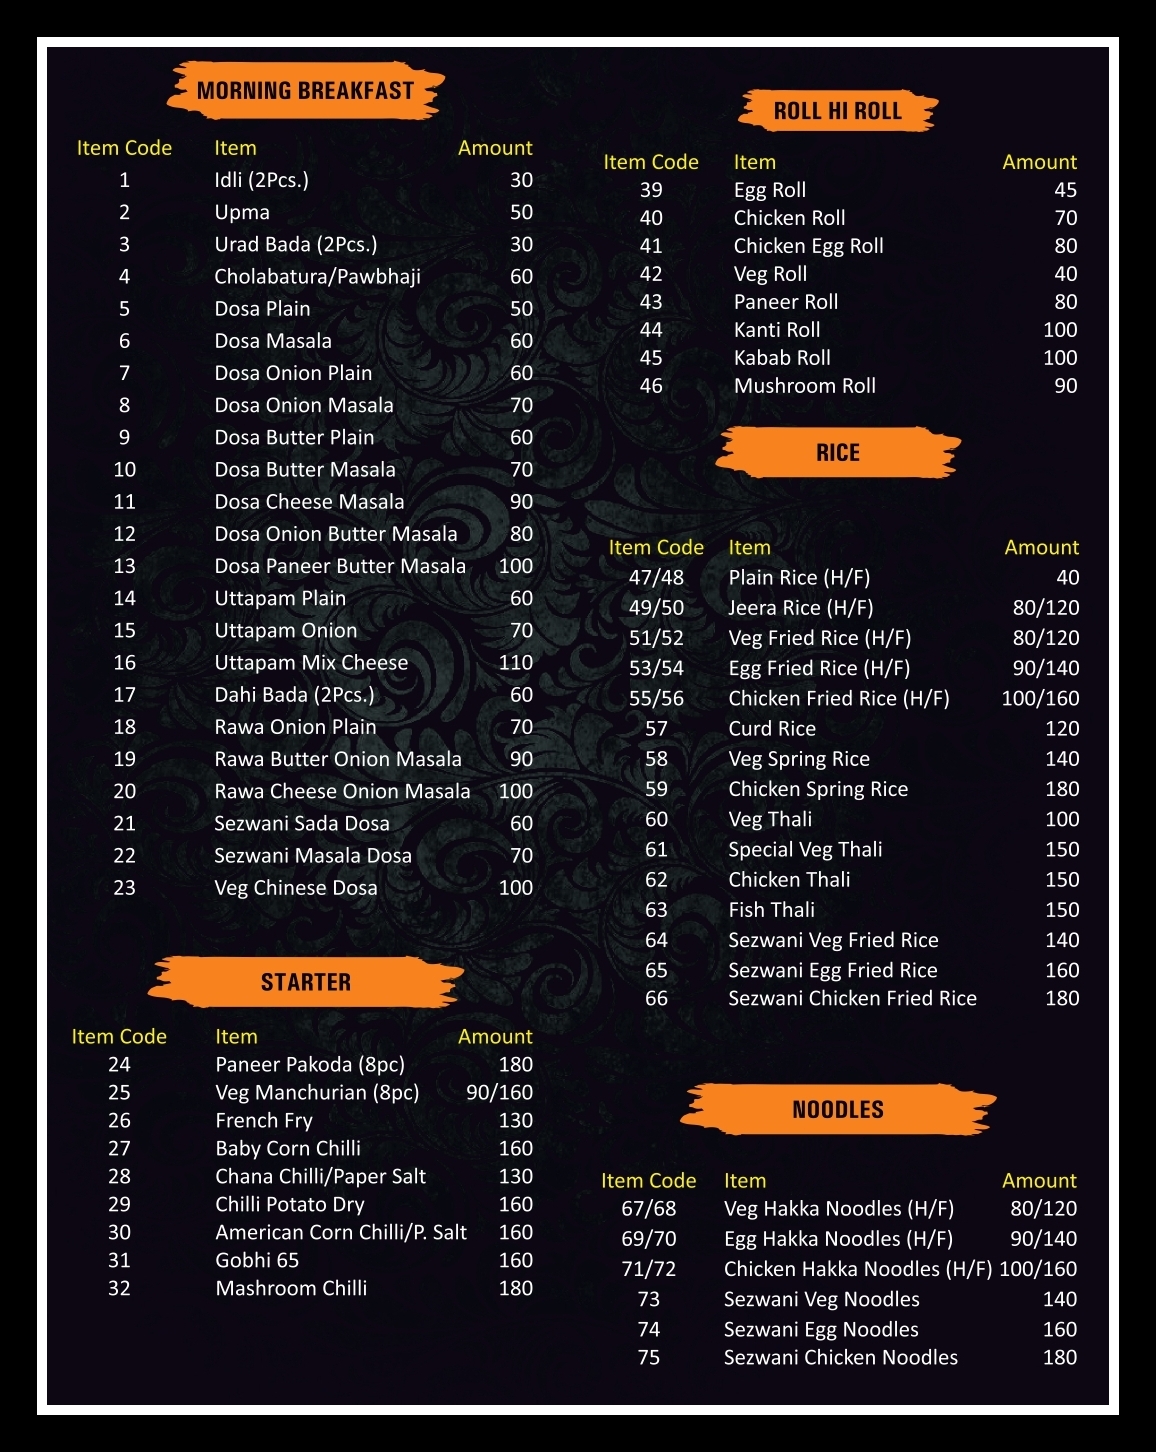 MORNING BREAKFAST
Item Code Item Amount
1 Idli (2Pcs.) 30
2 Upma 50
3 Urad Bada (2Pcs.) 30
4 Cholabatura/Pawbhaji 60
5 Dosa Plain 50
6 Dosa Masala 60
7 Dosa Onion Plain 60
8 Dosa Onion Masala 70
9 Dosa Butter Plain 60
10 Dosa Butter Masala 70
11 Dosa Cheese Masala 90
12 Dosa Onion Butter Masala 80
13 Dosa Paneer Butter Masala 100
14 Uttapam Plain 60
15 Uttapam Onion 70
16 Uttapam Mix Cheese 110
17 Dahi Bada (2Pcs.) 60
18 Rawa Onion Plain 70
19 Rawa Butter Onion Masala 90
20 Rawa Cheese Onion Masala 100
21 Sezwani Sada Dosa 60
22 Sezwani Masala Dosa 70
23 Veg Chinese Dosa 100
STARTER
Item Code Item Amount
24 Paneer Pakoda (8pc) 180
25 Veg Manchurian (8pc) 90/160
26 French Fry 130
27 Baby Corn Chilli 160
28 Chana Chilli/Paper Salt 130
29 Chilli Potato Dry 160
30 American Corn Chilli/P. Salt 160
31 Gobhi 65 160
32 Mashroom Chilli 180
ROLL HI ROLL
Item Code Item Amount
39 Egg Roll 45
40 Chicken Roll 70
41 Chicken Egg Roll 80
42 Veg Roll 40
43 Paneer Roll 80
44 Kanti Roll 100
45 Kabab Roll 100
46 Mushroom Roll 90
RICE
Item Code Item Amount
47/48 Plain Rice (H/F) 40
49/50 Jeera Rice (H/F) 80/120
51/52 Veg Fried Rice (H/F) 80/120
53/54 Egg Fried Rice (H/F) 90/140
55/56 Chicken Fried Rice (H/F) 100/160
57 Curd Rice 120
58 Veg Spring Rice 140
59 Chicken Spring Rice 180
60 Veg Thali 100
61 Special Veg Thali 150
62 Chicken Thali 150
63 Fish Thali 150
64 Sezwani Veg Fried Rice 140
65 Sezwani Egg Fried Rice 160
66 Sezwani Chicken Fried Rice 180
NOODLES
Item Code Item Amount
67/68 Veg Hakka Noodles (H/F) 80/120
69/70 Egg Hakka Noodles (H/F) 90/140
71/72 Chicken Hakka Noodles (H/F) 100/160
73 Sezwani Veg Noodles 140
74 Sezwani Egg Noodles 160
75 Sezwani Chicken Noodles 180